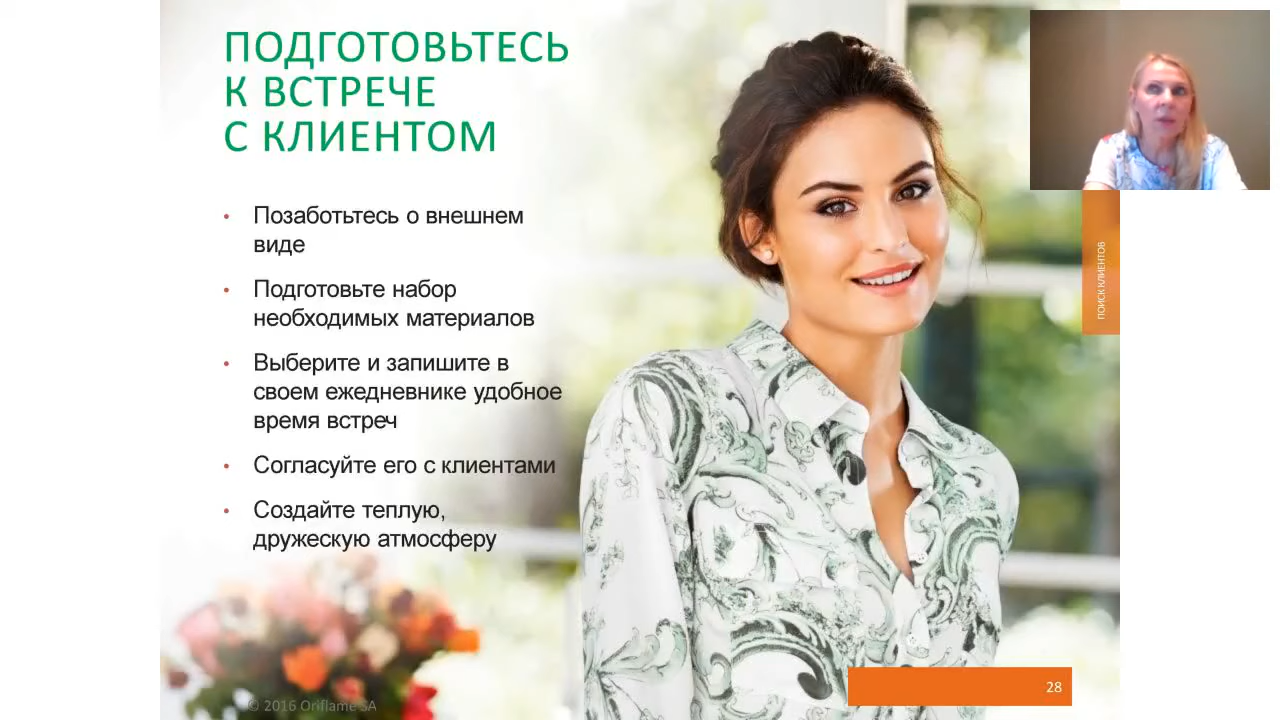 ПОДГОТОВЬТЕСЬ
К ВСТРЕЧЕ
С КЛИЕНТОМ
• Позаботьтесь о внешнем
виде
• Подготовьте набор
необходимых материалов
• Выберите и запишите в
своем ежедневнике удобное
время встреч
• Согласуйте его с клиентами
• Создайте теплую,
дружескую атмосферу
ПОИСК КЛИЕНТОВ
28
© 2016 Oriflame SA